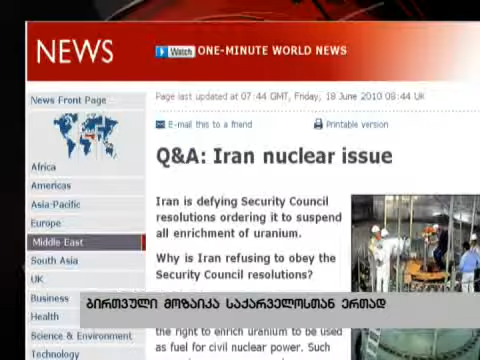 NEWS
Watch ONE-MINUTE WORLD NEWS
Page last updated at 07:44 GMT, Friday, 18 June 2010 08:44 UK
News Front Page
E-mail this to a friend
Printable version
Q&A: Iran nuclear issue
Africa
Americas
Asia-Pacific
Europe
Middle East
South Asia
UK
Business
Health
Science & Environment
Technology
Iran is defying Security Council
resolutions ordering it to suspend
all enrichment of uranium.
Why is Iran refusing to obey the
Security Council resolutions?
ბირთვული მოზაიკა საქართველოსთან ერთად
the right to enrich uranium to be used
as fuel for civil nuclear power. Such